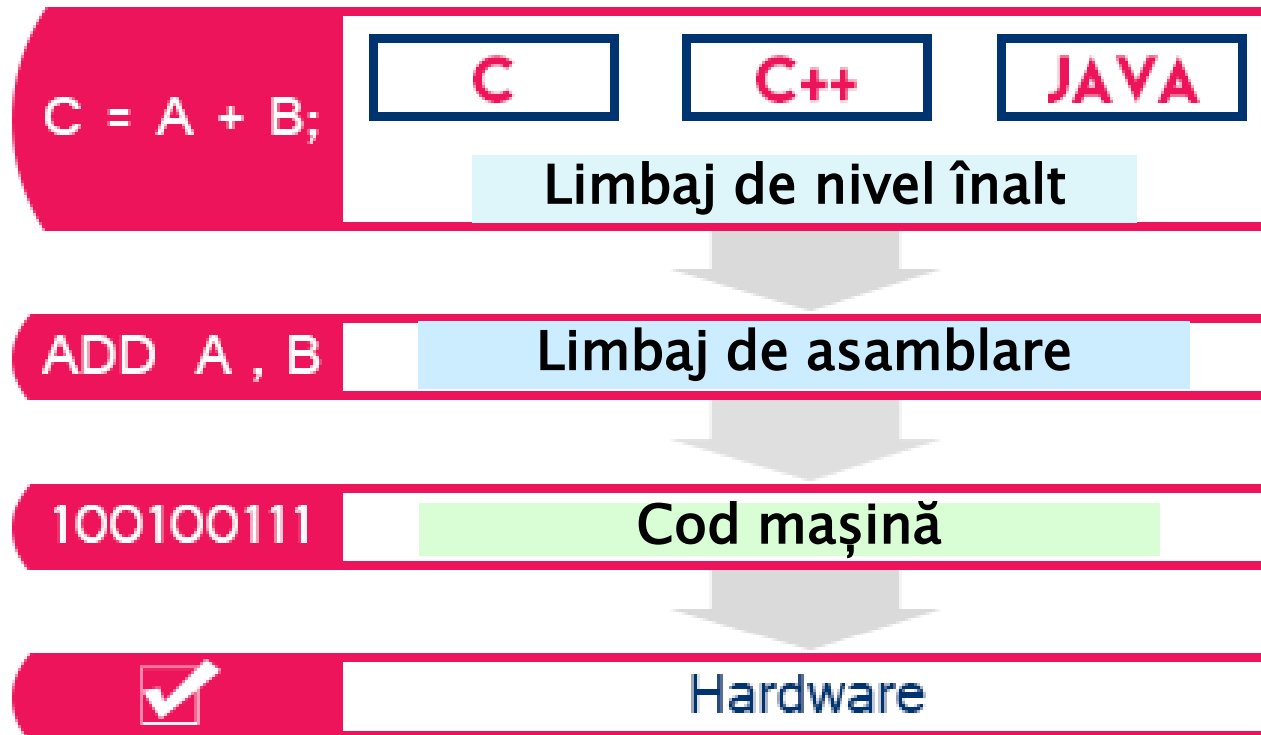 C = A + B;
C
C++
JAVA
Limbaj de nivel înalt
ADD A , B
Limbaj de asamblare
100100111
Cod mașină
Hardware